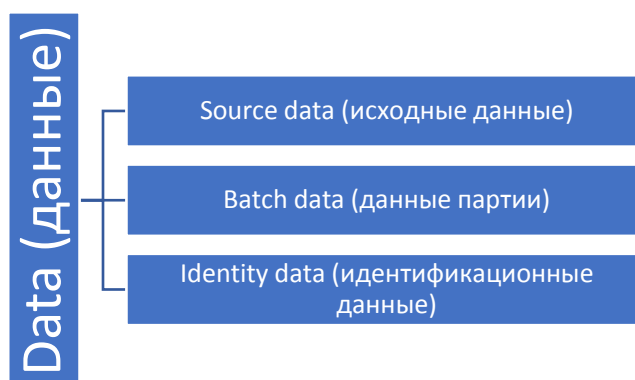 Data (данные)
Source data (исходные данные)
Batch data (данные партии)
Identity data (идентификационные
данные)